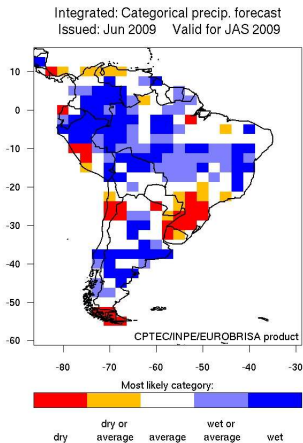 Integrated: Categorical precip. forecast
Issued: Jun 2009 Valid for JAS 2009
10
0
-10
-20
-30
-40
-50
-60
CPTEC/INPE/EUROBRISA product
-80 -70 -60 -50 -40 -30
Most likely category:
dry or wet or
dry average average average wet